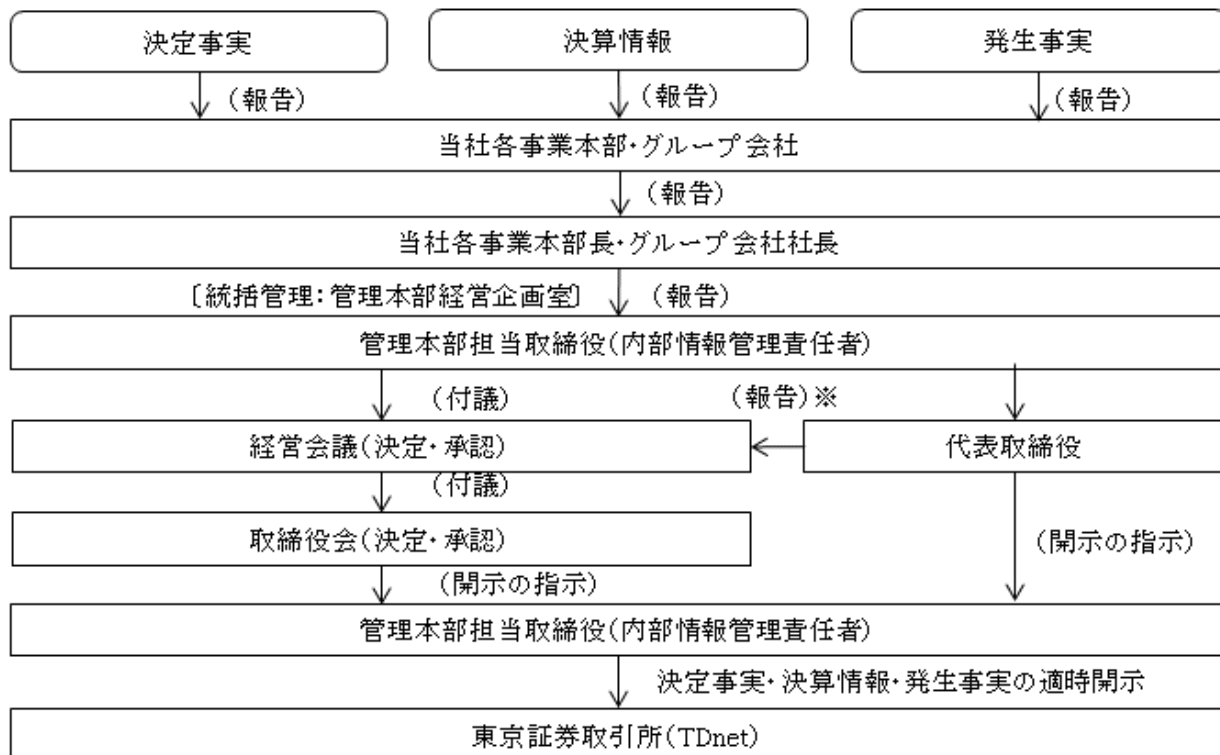 決定事実
決算情報
発生事実
(報告)
(報告)
(報告)
当社各事業本部・グループ会社
(報告)
当社各事業本部長・グループ会社社長
〔統括管理：管理本部経営企画室〕
(報告)
管理本部担当取締役(内部情報管理責任者)
(付議)
(報告)※
経営会議(決定・承認)
代表取締役
(付議)
取締役会(決定・承認)
(開示の指示)
(開示の指示)
管理本部担当取締役(内部情報管理責任者)
決定事実・決算情報・発生事実の適時開示
東京証券取引所(TDnet)